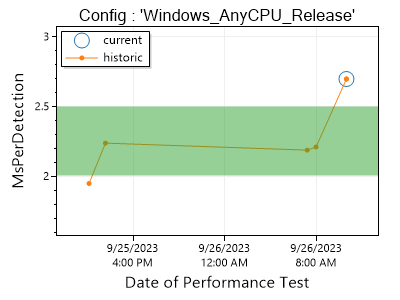 Config : 'Windows_AnyCPU_Release'
current
historic
MsPerDetection
3
2.5
2
9/25/2023
4:00 PM
9/26/2023
12:00 AM
9/26/2023
8:00 AM
Date of Performance Test